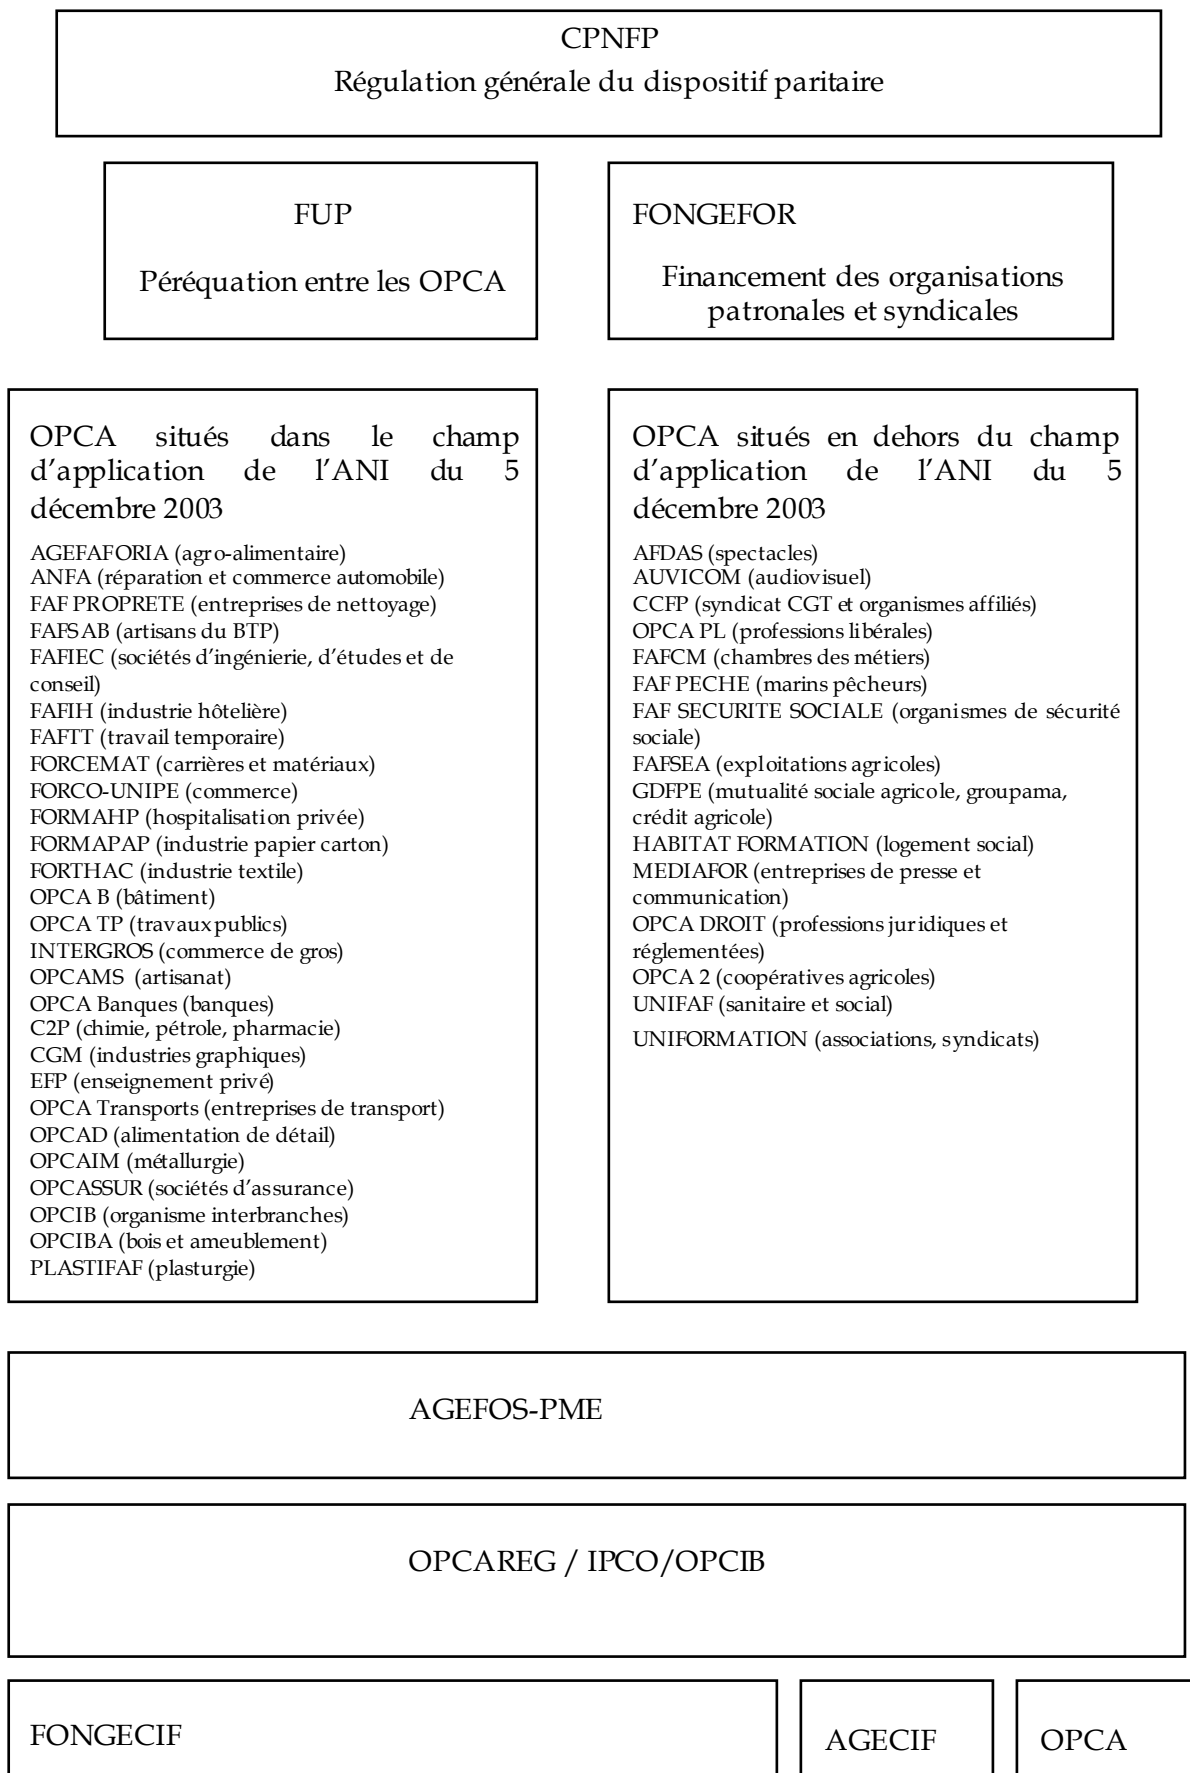 CPNFP
Régulation générale du dispositif paritaire
FUP
Péréquation entre les OPCA
FONGEFOR
Financement des organisations
patronales et syndicales
OPCA situés dans le champ
d’application de l’ANI du 5
décembre 2003
AGEFAFORIA (agro-alimentaire)
ANFA (réparation et commerce automobile)
FAF PROPRETE (entreprises de nettoyage)
FAFSAB (artisans du BTP)
FAFIEC (sociétés d’ingénierie, d’études et de
conseil)
FAFIH (industrie hôtelière)
FAFTT (travail temporaire)
FORCEMAT (carrières et matériaux)
FORCO-UNIPE (commerce)
FORMAHP (hospitalisation privée)
FORMAPAP (industrie papier carton)
FORTHAC (industrie textile)
OPCA B (bâtiment)
OPCA TP (travaux publics)
INTERGROS (commerce de gros)
OPCAMS (artisanat)
OPCA Banques (banques)
C2P (chimie, pétrole, pharmacie)
CGM (industries graphiques)
EFP (enseignement privé)
OPCA Transports (entreprises de transport)
OPCAD (alimentation de détail)
OPCAIM (métallurgie)
OPCASSUR (sociétés d’assurance)
OPCIB (organisme interbranches)
OPCIBA (bois et ameublement)
PLASTIFAF (plasturgie)
OPCA situés en dehors du champ
d’application de l’ANI du 5
décembre 2003
AFDAS (spectacles)
AUVICOM (audiovisuel)
CCFP (syndicat CGT et organismes affiliés)
OPCA PL (professions libérales)
FAFCM (chambres des métiers)
FAF PECHE (marins pêcheurs)
FAF SECURITE SOCIALE (organismes de sécurité
sociale)
FAFSEA (exploitations agricoles)
GDFPE (mutualité sociale agricole, groupama,
crédit agricole)
HABITAT FORMATION (logement social)
MEDIAFOR (entreprises de presse et
communication)
OPCA DROIT (professions juridiques et
réglementées)
OPCA 2 (coopératives agricoles)
UNIFAF (sanitaire et social)
UNIFORMATION (associations, syndicats)
AGEFOS-PME
OPCAREG / IPCO/OPCIB
FONGECIF
AGECIF
OPCA